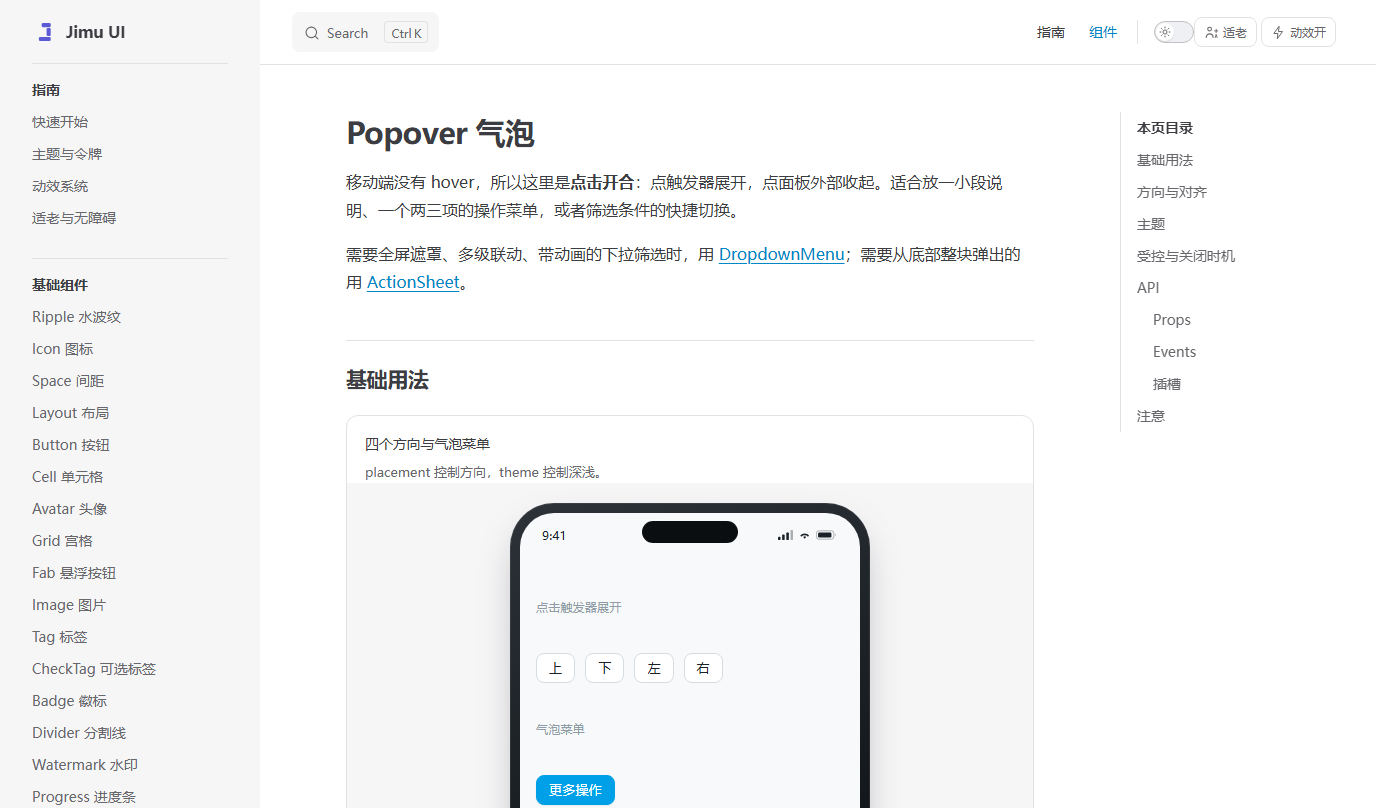 Jimu UI
Search Ctrl K
指南 组件 适老 动效开
指南
快速开始
主题与令牌
动效系统
适老与无障碍
基础组件
Ripple 水波纹
Icon 图标
Space 间距
Layout 布局
Button 按钮
Cell 单元格
Avatar 头像
Grid 宫格
Fab 悬浮按钮
Image 图片
Tag 标签
CheckTag 可选标签
Badge 徽标
Divider 分割线
Watermark 水印
Progress 进度条
Popover 气泡
移动端没有 hover，所以这里是点击开合：点触发器展开，点面板外部收起。适合放一小段说
明、一个两三项的操作菜单，或者筛选条件的快捷切换。
需要全屏遮罩、多级联动、带动画的下拉筛选时，用 DropdownMenu；需要从底部整块弹出的
用 ActionSheet。
基础用法
四个方向与气泡菜单
placement 控制方向，theme 控制深浅。
9:41
点击触发器展开
上 下 左 右
气泡菜单
更多操作
本页目录
基础用法
方向与对齐
主题
受控与关闭时机
API
Props
Events
插槽
注意